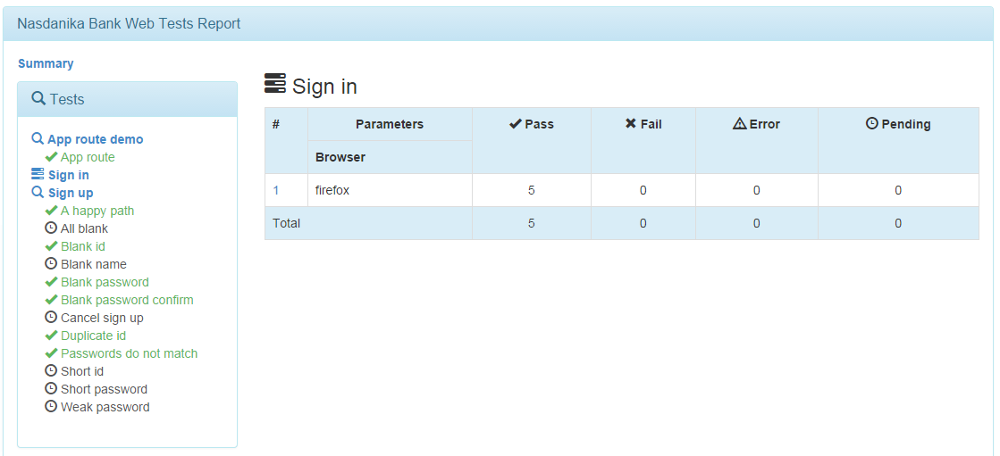 Nasdanika Bank Web Tests Report
Summary
Tests
App route demo
App route
Sign in
Sign up
A happy path
All blank
Blank id
Blank name
Blank password
Blank password confirm
Cancel sign up
Duplicate id
Passwords do not match
Short id
Short password
Weak password
Sign in
# Parameters Pass Fail Error Pending
Browser
1 firefox 5 0 0 0
Total 5 0 0 0